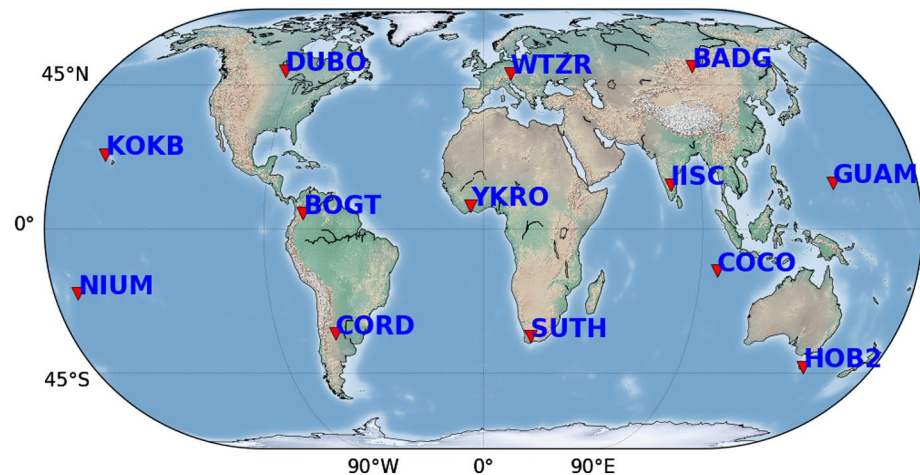 DUBO
WTZR
BADG
45°N
KOKB
GUAM
IISC
YKRO
BOGT
0°
COCO
NIUM
CORD
SUTH
HOB2
45°S
90°W
0°
90°E